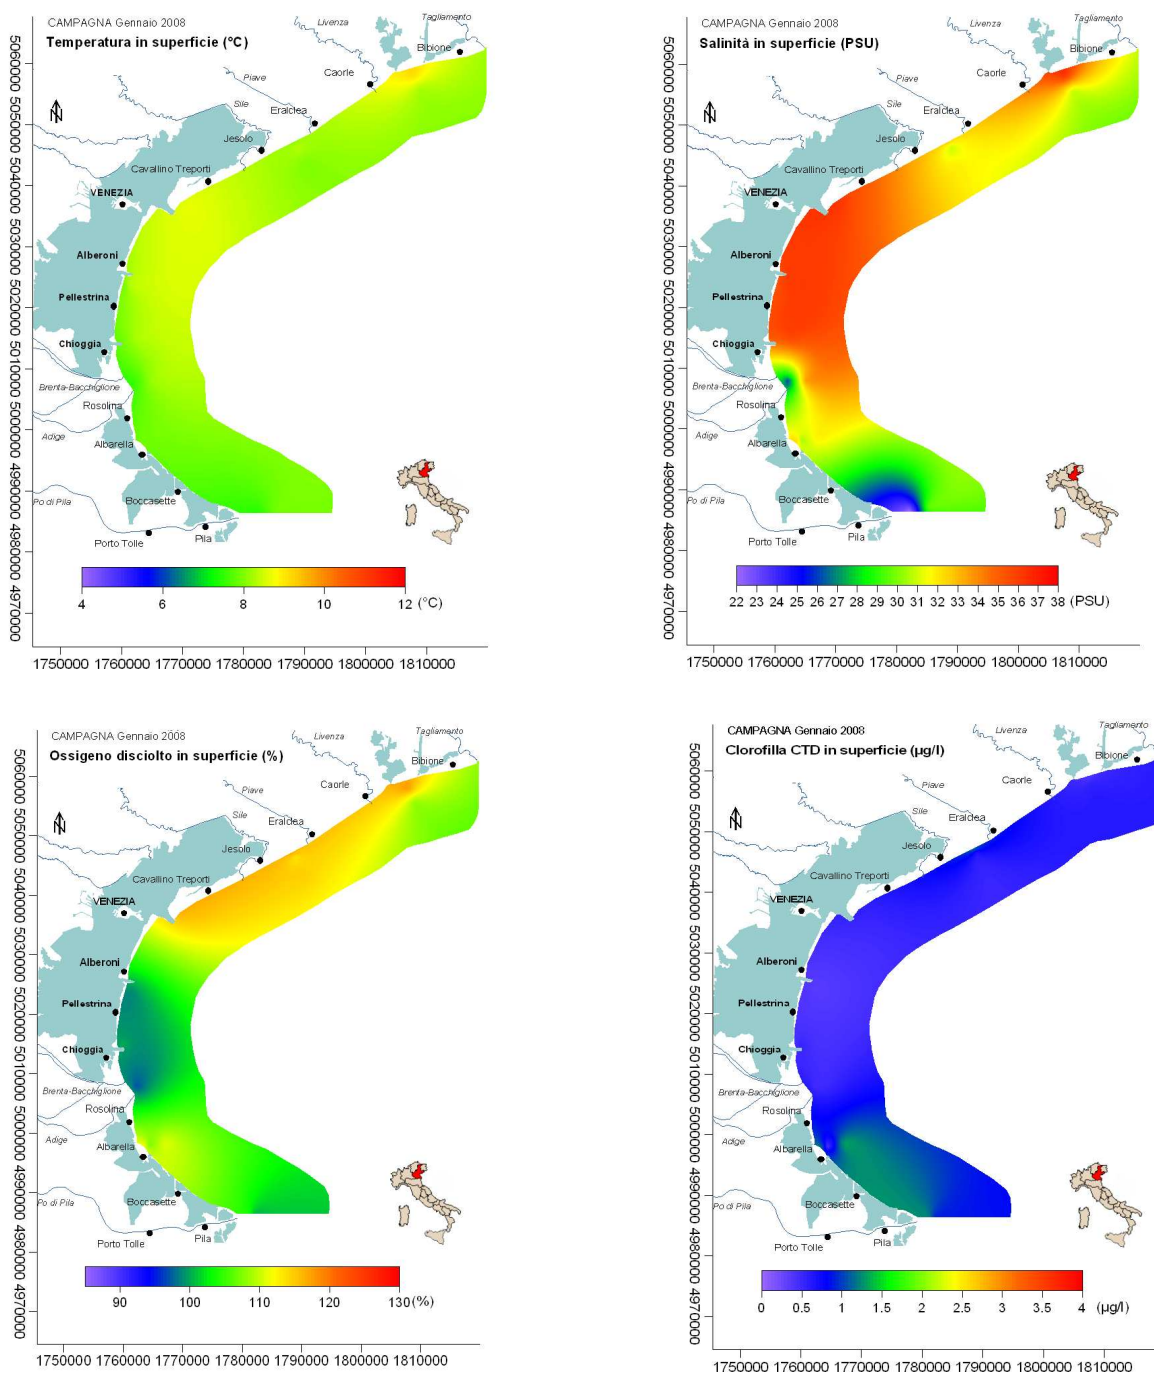 CAMPAGNA Gennaio 2008
Temperatura in superficie (°C)
Livenza
Tagliamento
Bibione
Caorle
Piave
Eraclea
Sile
Jesolo
Cavallino Treporti
VENEZIA
Alberoni
Pellestrina
Chioggia
Brenta-Bacchiglione
Rosolina
Adige
Albarella
Po di Pila
Boccasette
Porto Tolle
Pila
N
5060000
5050000
5040000
5030000
5020000
5010000
5000000
4990000
4980000
4970000
4 6 8 10 12 (°C)
1750000 1760000 1770000 1780000 1790000 1800000 1810000
CAMPAGNA Gennaio 2008
Salinità in superficie (PSU)
Livenza
Tagliamento
Bibione
Caorle
Piave
Eraclea
Sile
Jesolo
Cavallino Treporti
VENEZIA
Alberoni
Pellestrina
Chioggia
Brenta-Bacchiglione
Rosolina
Adige
Albarella
Po di Pila
Boccasette
Porto Tolle
Pila
N
5060000
5050000
5040000
5030000
5020000
5010000
5000000
4990000
4980000
4970000
22 23 24 25 26 27 28 29 30 31 32 33 34 35 36 37 38 (PSU)
1750000 1760000 1770000 1780000 1790000 1800000 1810000
CAMPAGNA Gennaio 2008
Ossigeno disciolto in superficie (%)
Livenza
Tagliamento
Bibione
Caorle
Piave
Eraclea
Sile
Jesolo
Cavallino Treporti
VENEZIA
Alberoni
Pellestrina
Chioggia
Brenta-Bacchiglione
Rosolina
Adige
Albarella
Po di Pila
Boccasette
Porto Tolle
Pila
N
5060000
5050000
5040000
5030000
5020000
5010000
5000000
4990000
4980000
4970000
90 100 110 120 130 (%)
1750000 1760000 1770000 1780000 1790000 1800000 1810000
CAMPAGNA Gennaio 2008
Clorofilla CTD in superficie (µg/l)
Livenza
Tagliamento
Bibione
Caorle
Piave
Eraclea
Sile
Jesolo
Cavallino Treporti
VENEZIA
Alberoni
Pellestrina
Chioggia
Brenta-Bacchiglione
Rosolina
Adige
Albarella
Po di Pila
Boccasette
Porto Tolle
Pila
N
5060000
5050000
5040000
5030000
5020000
5010000
5000000
4990000
4980000
4970000
0 0.5 1 1.5 2 2.5 3 3.5 4 (µg/l)
1750000 1760000 1770000 1780000 1790000 1800000 1810000